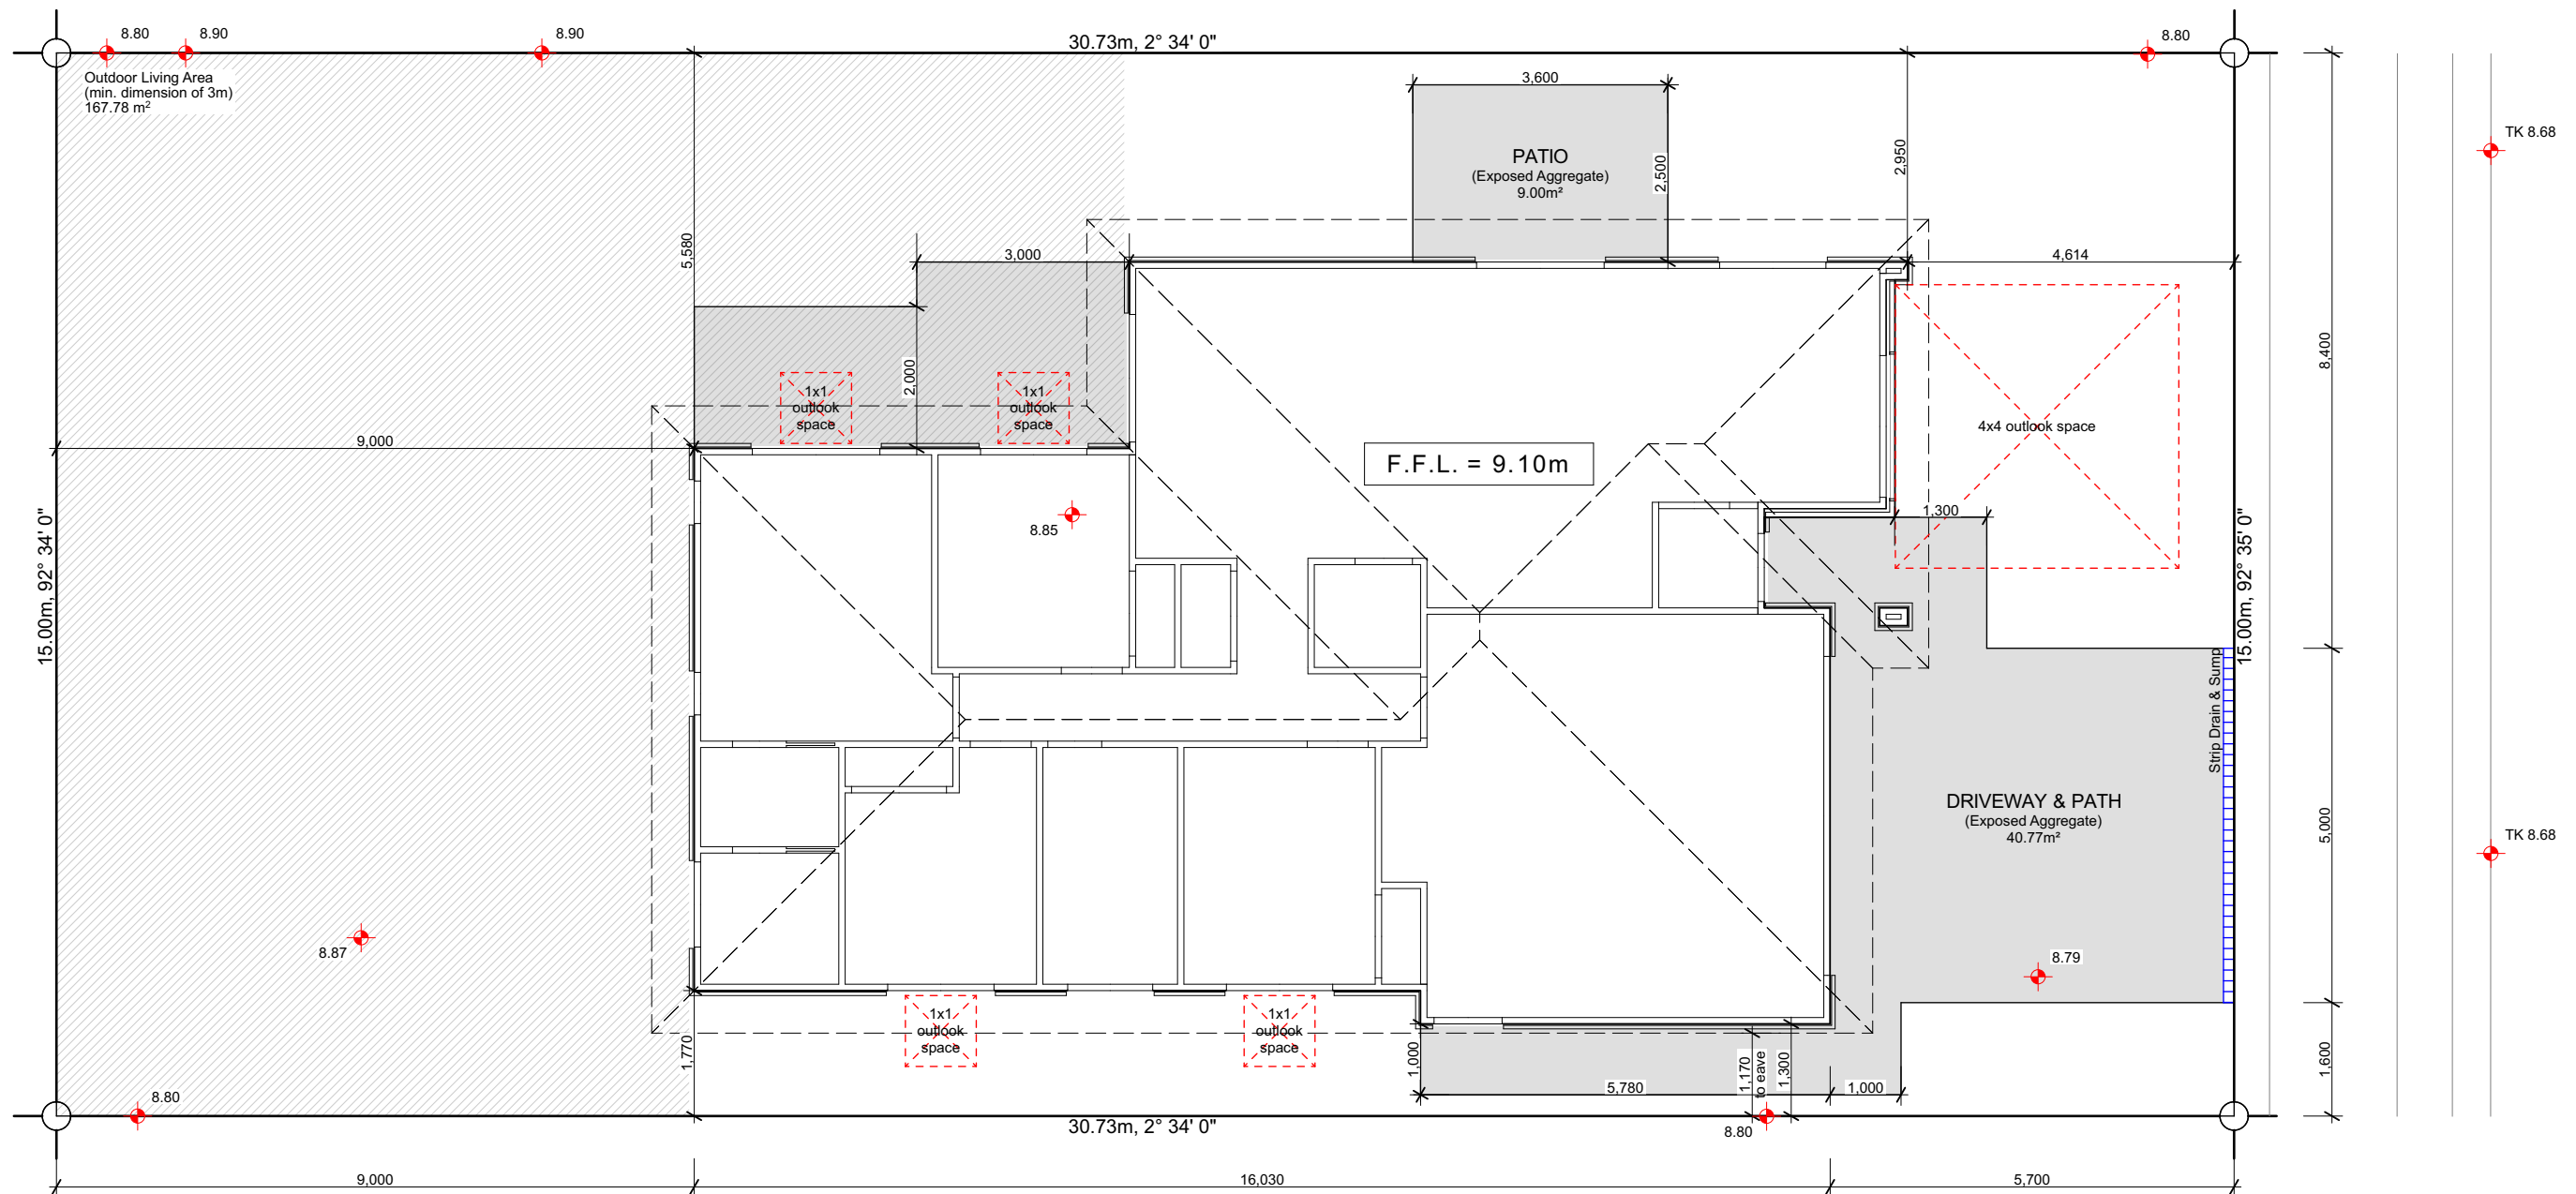 8.80
8.90
8.90
30.73m, 2° 34' 0"
8.80
Outdoor Living Area
(min. dimension of 3m)
167.78 m²
3,600
TK 8.68
PATIO
(Exposed Aggregate)
9.00m²
2,500
2,950
5,580
3,000
4,614
8,400
2,000
1x1
outlook
space
1x1
outlook
space
4x4 outlook space
9,000
F.F.L. = 9.10m
8.85
1,300
15.00m, 92° 34' 0"
15.00m, 92° 35' 0"
Strip Drain & Sump
DRIVEWAY & PATH
(Exposed Aggregate)
40.77m²
5,000
TK 8.68
8.87
8.79
1x1
outlook
space
1x1
outlook
space
1,770
1,000
1,170
to eave
1,300
1,600
5,780
1,000
8.80
30.73m, 2° 34' 0"
8.80
9,000
16,030
5,700